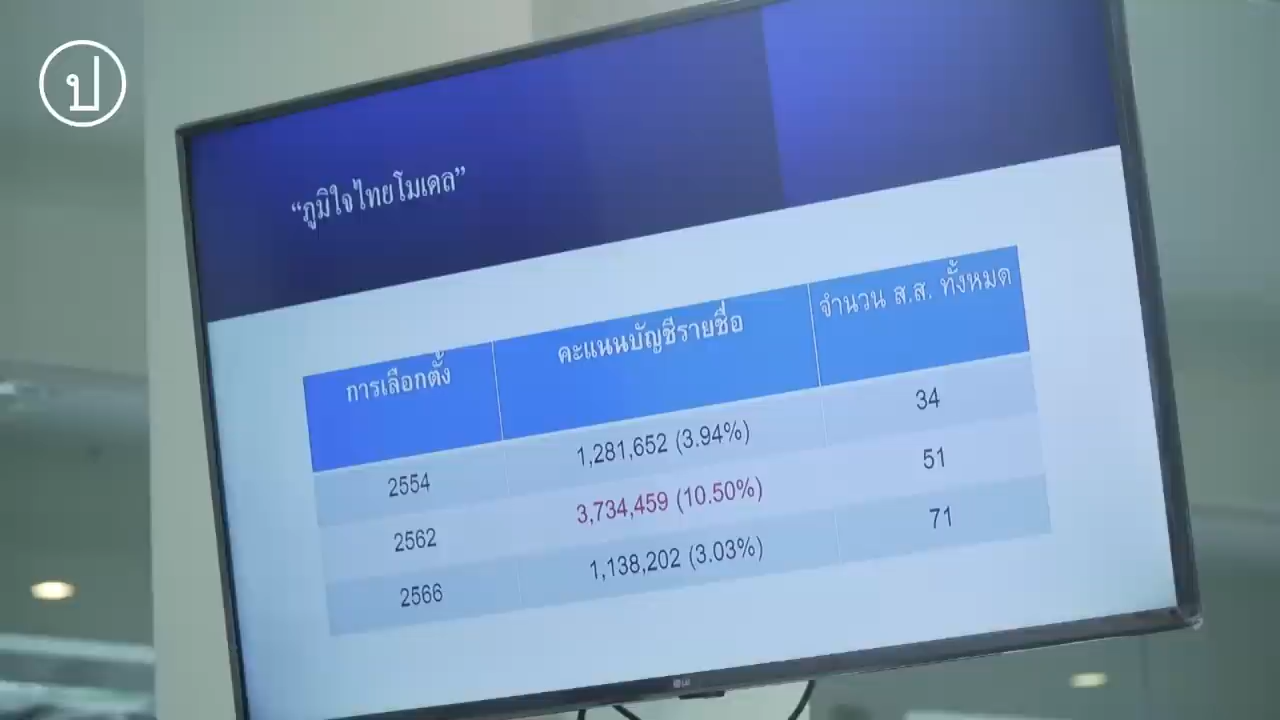 ป
“ภูมิใจไทยโมเดล”
การเลือกตั้ง คะแนนบัญชีรายชื่อ จำนวน ส.ส. ทั้งหมด
2554 1,281,652 (3.94%) 34
2562 3,734,459 (10.50%) 51
2566 1,138,202 (3.03%) 71
LG